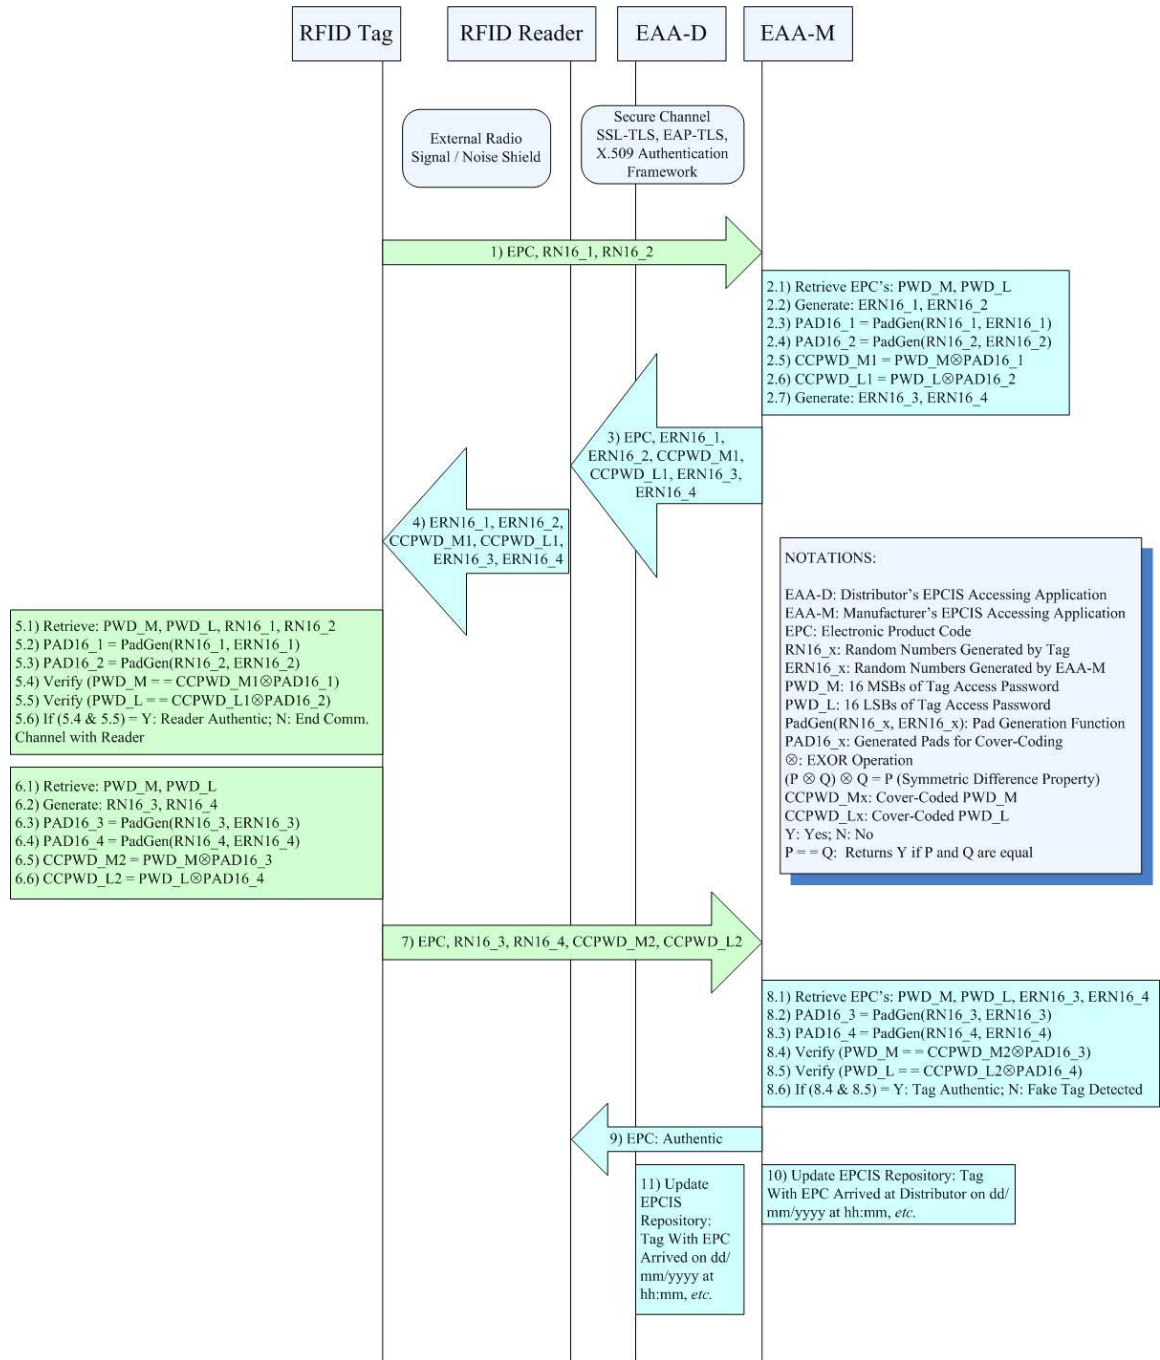 RFID Tag
RFID Reader
EAA-D
EAA-M
External Radio
Signal / Noise Shield
Secure Channel
SSL-TLS, EAP-TLS,
X.509 Authentication
Framework
1) EPC, RN16_1, RN16_2
2.1) Retrieve EPC's: PWD_M, PWD_L
2.2) Generate: ERN16_1, ERN16_2
2.3) PAD16_1 = PadGen(RN16_1, ERN16_1)
2.4) PAD16_2 = PadGen(RN16_2, ERN16_2)
2.5) CCPWD_M1 = PWD_M⊗PAD16_1
2.6) CCPWD_L1 = PWD_L⊗PAD16_2
2.7) Generate: ERN16_3, ERN16_4
3) EPC, ERN16_1,
ERN16_2, CCPWD_M1,
CCPWD_L1, ERN16_3,
ERN16_4
4) ERN16_1, ERN16_2,
CCPWD_M1, CCPWD_L1,
ERN16_3, ERN16_4
NOTATIONS:
EAA-D: Distributor's EPCIS Accessing Application
EAA-M: Manufacturer's EPCIS Accessing Application
EPC: Electronic Product Code
RN16_x: Random Numbers Generated by Tag
ERN16_x: Random Numbers Generated by EAA-M
PWD_M: 16 MSBs of Tag Access Password
PWD_L: 16 LSBs of Tag Access Password
PadGen(RN16_x, ERN16_x): Pad Generation Function
PAD16_x: Generated Pads for Cover-Coding
⊗: EXOR Operation
(P ⊗ Q) ⊗ Q = P (Symmetric Difference Property)
CCPWD_Mx: Cover-Coded PWD_M
CCPWD_Lx: Cover-Coded PWD_L
Y: Yes; N: No
P = = Q:  Returns Y if P and Q are equal
5.1) Retrieve: PWD_M, PWD_L, RN16_1, RN16_2
5.2) PAD16_1 = PadGen(RN16_1, ERN16_1)
5.3) PAD16_2 = PadGen(RN16_2, ERN16_2)
5.4) Verify (PWD_M = = CCPWD_M1⊗PAD16_1)
5.5) Verify (PWD_L = = CCPWD_L1⊗PAD16_2)
5.6) If (5.4 & 5.5) = Y: Reader Authentic; N: End Comm.
Channel with Reader
6.1) Retrieve: PWD_M, PWD_L
6.2) Generate: RN16_3, RN16_4
6.3) PAD16_3 = PadGen(RN16_3, ERN16_3)
6.4) PAD16_4 = PadGen(RN16_4, ERN16_4)
6.5) CCPWD_M2 = PWD_M⊗PAD16_3
6.6) CCPWD_L2 = PWD_L⊗PAD16_4
7) EPC, RN16_3, RN16_4, CCPWD_M2, CCPWD_L2
8.1) Retrieve EPC's: PWD_M, PWD_L, ERN16_3, ERN16_4
8.2) PAD16_3 = PadGen(RN16_3, ERN16_3)
8.3) PAD16_4 = PadGen(RN16_4, ERN16_4)
8.4) Verify (PWD_M = = CCPWD_M2⊗PAD16_3)
8.5) Verify (PWD_L = = CCPWD_L2⊗PAD16_4)
8.6) If (8.4 & 8.5) = Y: Tag Authentic; N: Fake Tag Detected
9) EPC: Authentic
10) Update EPCIS Repository: Tag
With EPC Arrived at Distributor on dd/
mm/yyyy at hh:mm, etc.
11) Update
EPCIS
Repository:
Tag With EPC
Arrived on dd/
mm/yyyy at
hh:mm, etc.